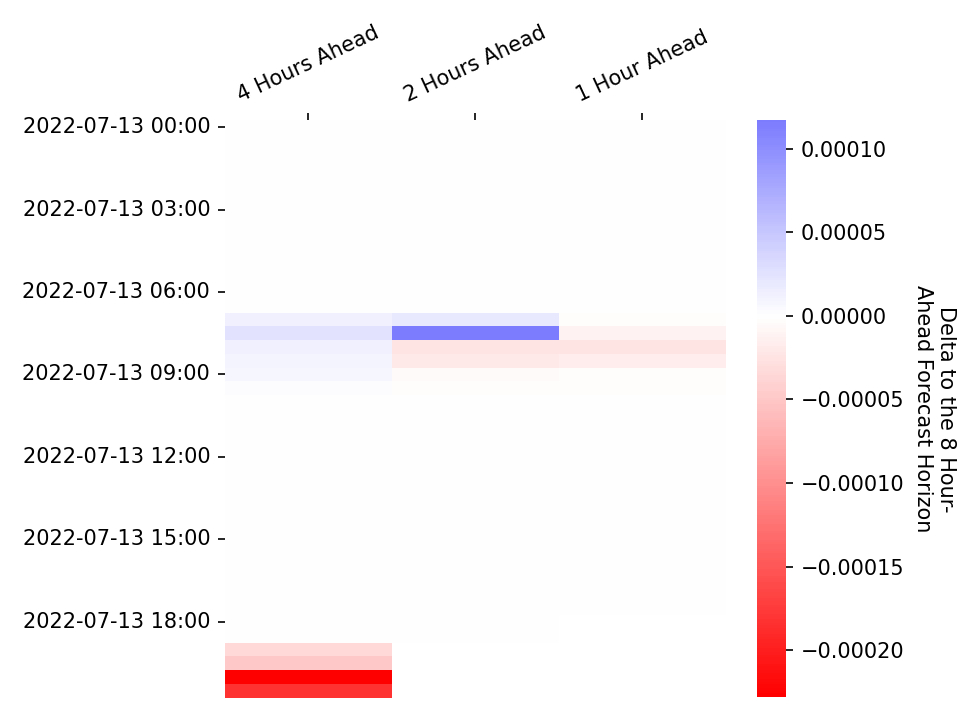 4 Hours Ahead
2 Hours Ahead
1 Hour Ahead
2022-07-13 00:00
2022-07-13 03:00
2022-07-13 06:00
2022-07-13 09:00
2022-07-13 12:00
2022-07-13 15:00
2022-07-13 18:00
0.00010
0.00005
0.00000
−0.00005
−0.00010
−0.00015
−0.00020
Delta to the 8 Hour-
Ahead Forecast Horizon